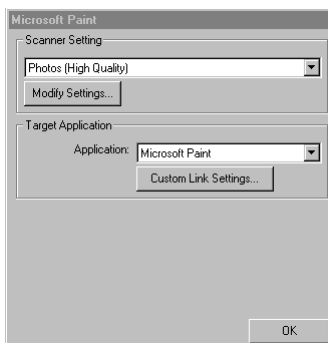 Microsoft Paint
Scanner Setting
Photos (High Quality)
Modify Settings...
Target Application
Application: Microsoft Paint
Custom Link Settings...
OK